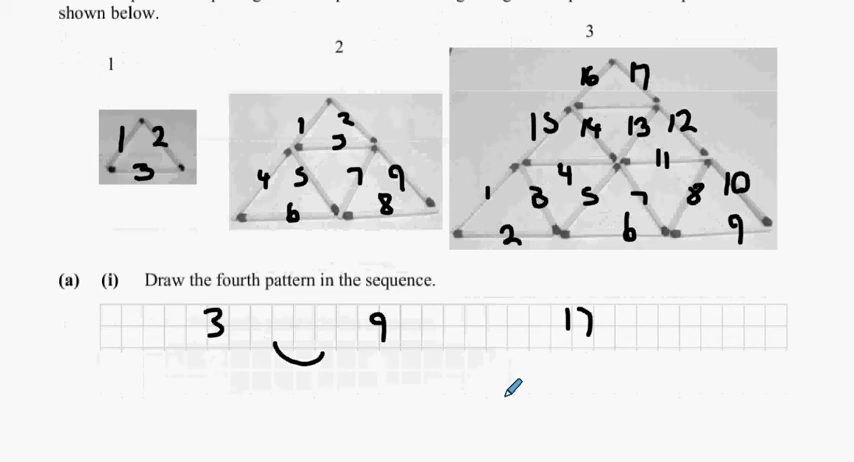 shown below.
1
2
3
1 2
3
1 2
3
4 5 7 9
6 8
16 17
15 14 13 12
1 3 4 5 7 11 8 10
2 6 9
(a) (i) Draw the fourth pattern in the sequence.
3 9 17